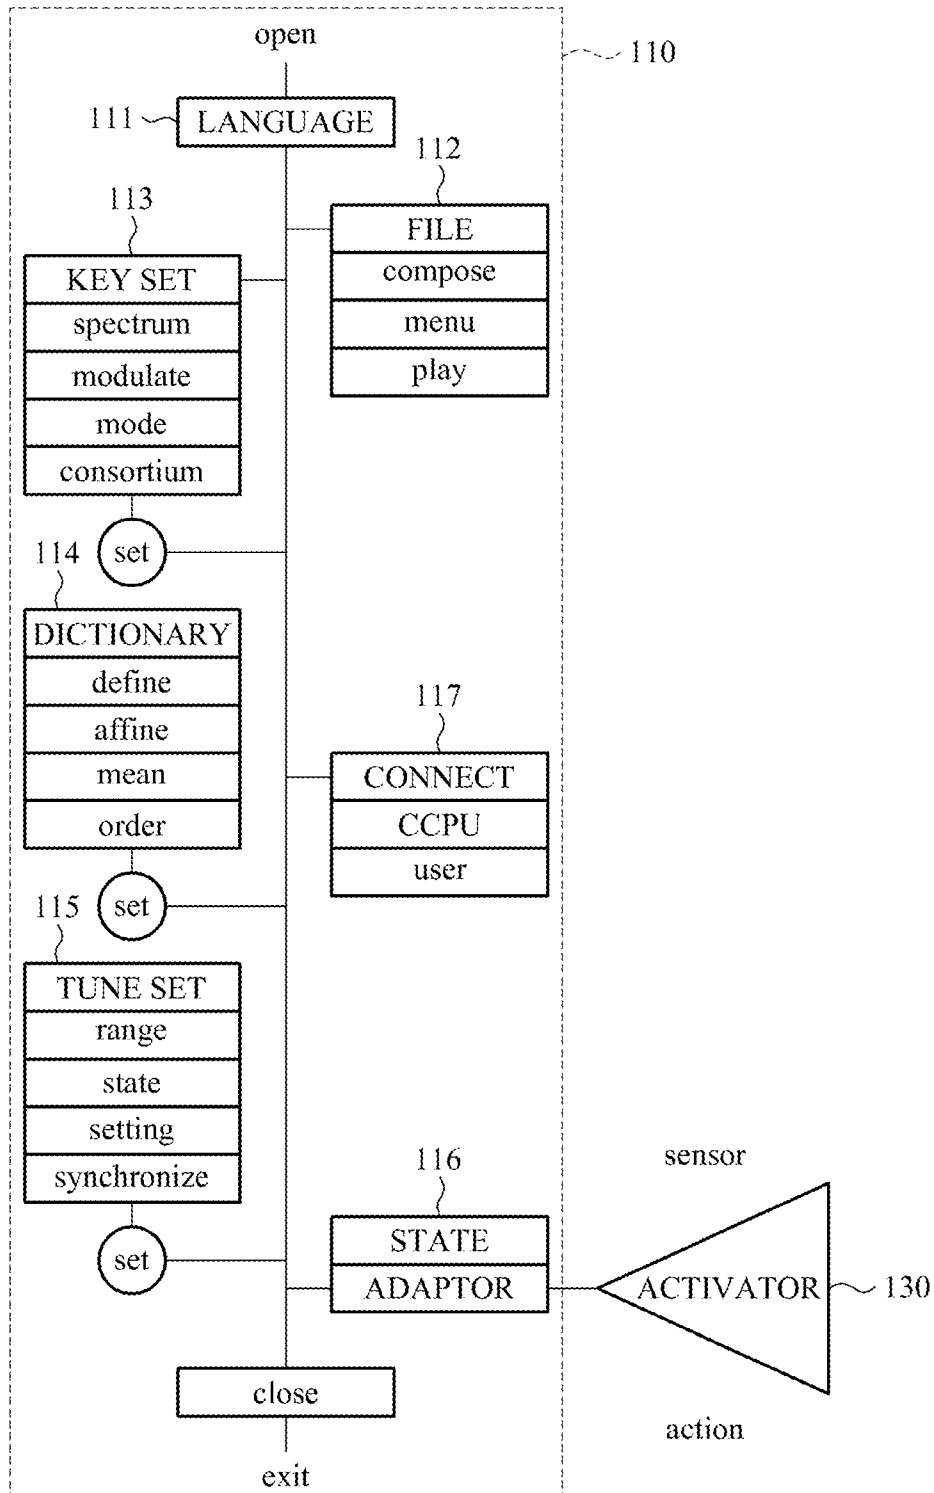 open
110
111
LANGUAGE
112
FILE
compose
menu
play
113
KEY SET
spectrum
modulate
mode
consortium
set
114
DICTIONARY
define
affine
mean
order
set
117
CONNECT
CCPU
user
115
TUNE SET
range
state
setting
synchronize
set
116
STATE
ADAPTOR
sensor
ACTIVATOR
130
action
close
exit